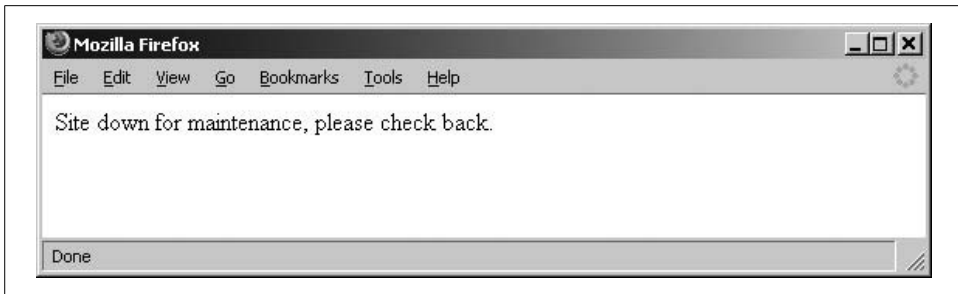 Mozilla Firefox
File Edit View Go Bookmarks Tools Help
Site down for maintenance, please check back.
Done